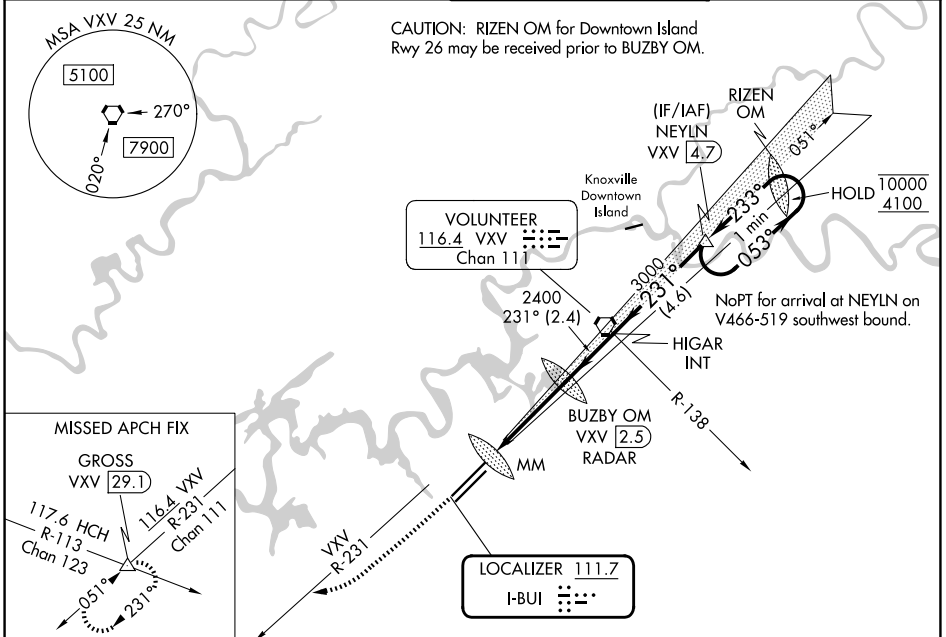 MSA VXV 25 NM
5100
270°
7900
020°
CAUTION: RIZEN OM for Downtown Island
Rwy 26 may be received prior to BUZBY OM.
RIZEN
OM
(IF/IAF)
NEYLN
VXV 4.7
051°
Knoxville
Downtown
Island
233°
1 min
053°
HOLD
10000
4100
VOLUNTEER
116.4 VXV
Chan 111
3000
231°
(4.6)
NoPT for arrival at NEYLN on
V466-519 southwest bound.
2400
231° (2.4)
HIGAR
INT
R-138
BUZBY OM
VXV 2.5
RADAR
MM
VXV
R-231
LOCALIZER 111.7
I-BUI
MISSED APCH FIX
GROSS
VXV 29.1
117.6 HCH
R-113
Chan 123
116.4 VXV
R-231
Chan 111
051°
231°